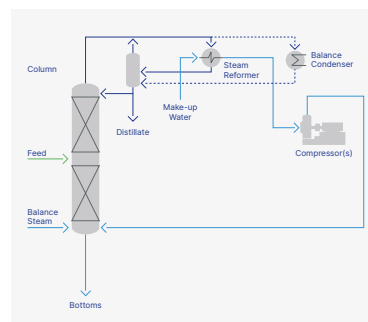 Column
Steam
Reformer
Balance
Condenser
Make-up
Water
Distillate
Compressor(s)
Feed
Balance
Steam
Bottoms